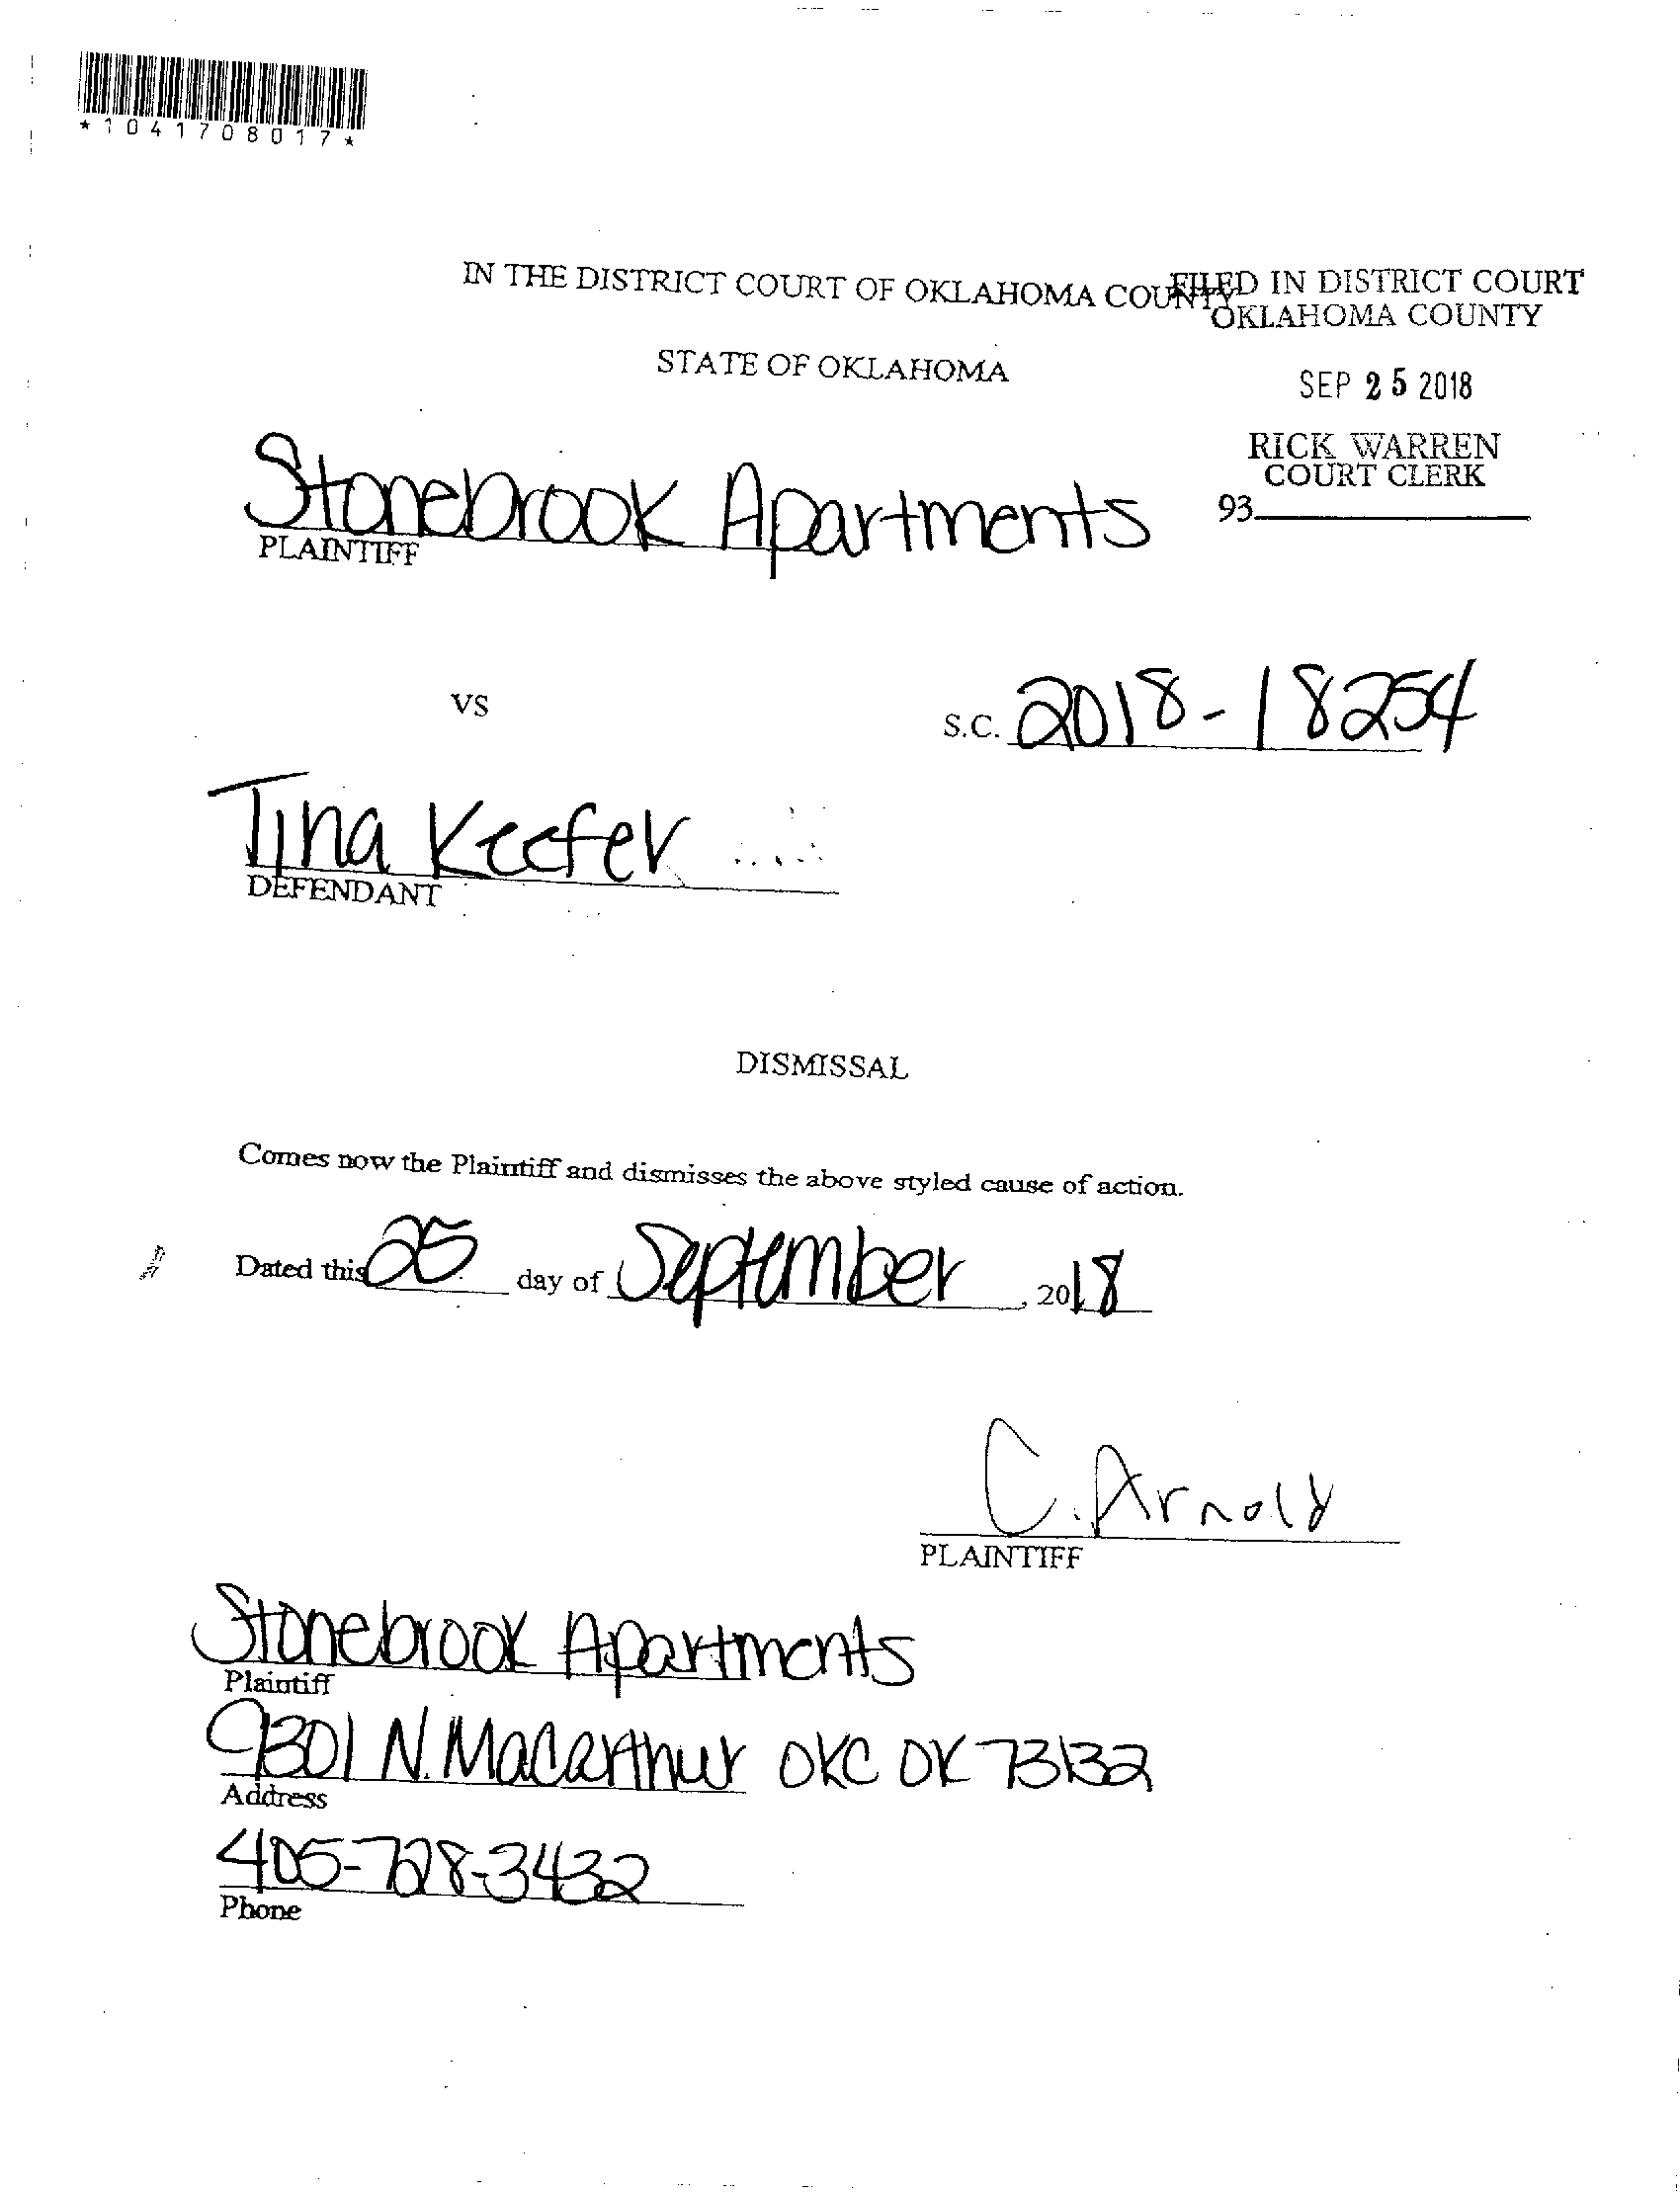 *1041708017*
IN THE DISTRICT COURT OF OKLAHOMA COUNTY
FILED IN DISTRICT COURT
OKLAHOMA COUNTY
STATE OF OKLAHOMA
SEP 25 2018
RICK WARREN
COURT CLERK
93
Stonebrook Apartments
PLAINTIFF
VS
S.C. 2018-18254
Tina Keefer
DEFENDANT
DISMISSAL
Comes now the Plaintiff and dismisses the above styled cause of action.
Dated this 25 day of September, 2018
C. Arnold
PLAINTIFF
Stonebrook Apartments
Plaintiff
9301 N. Macarthur OKC OK 73132
Address
405-728-3432
Phone